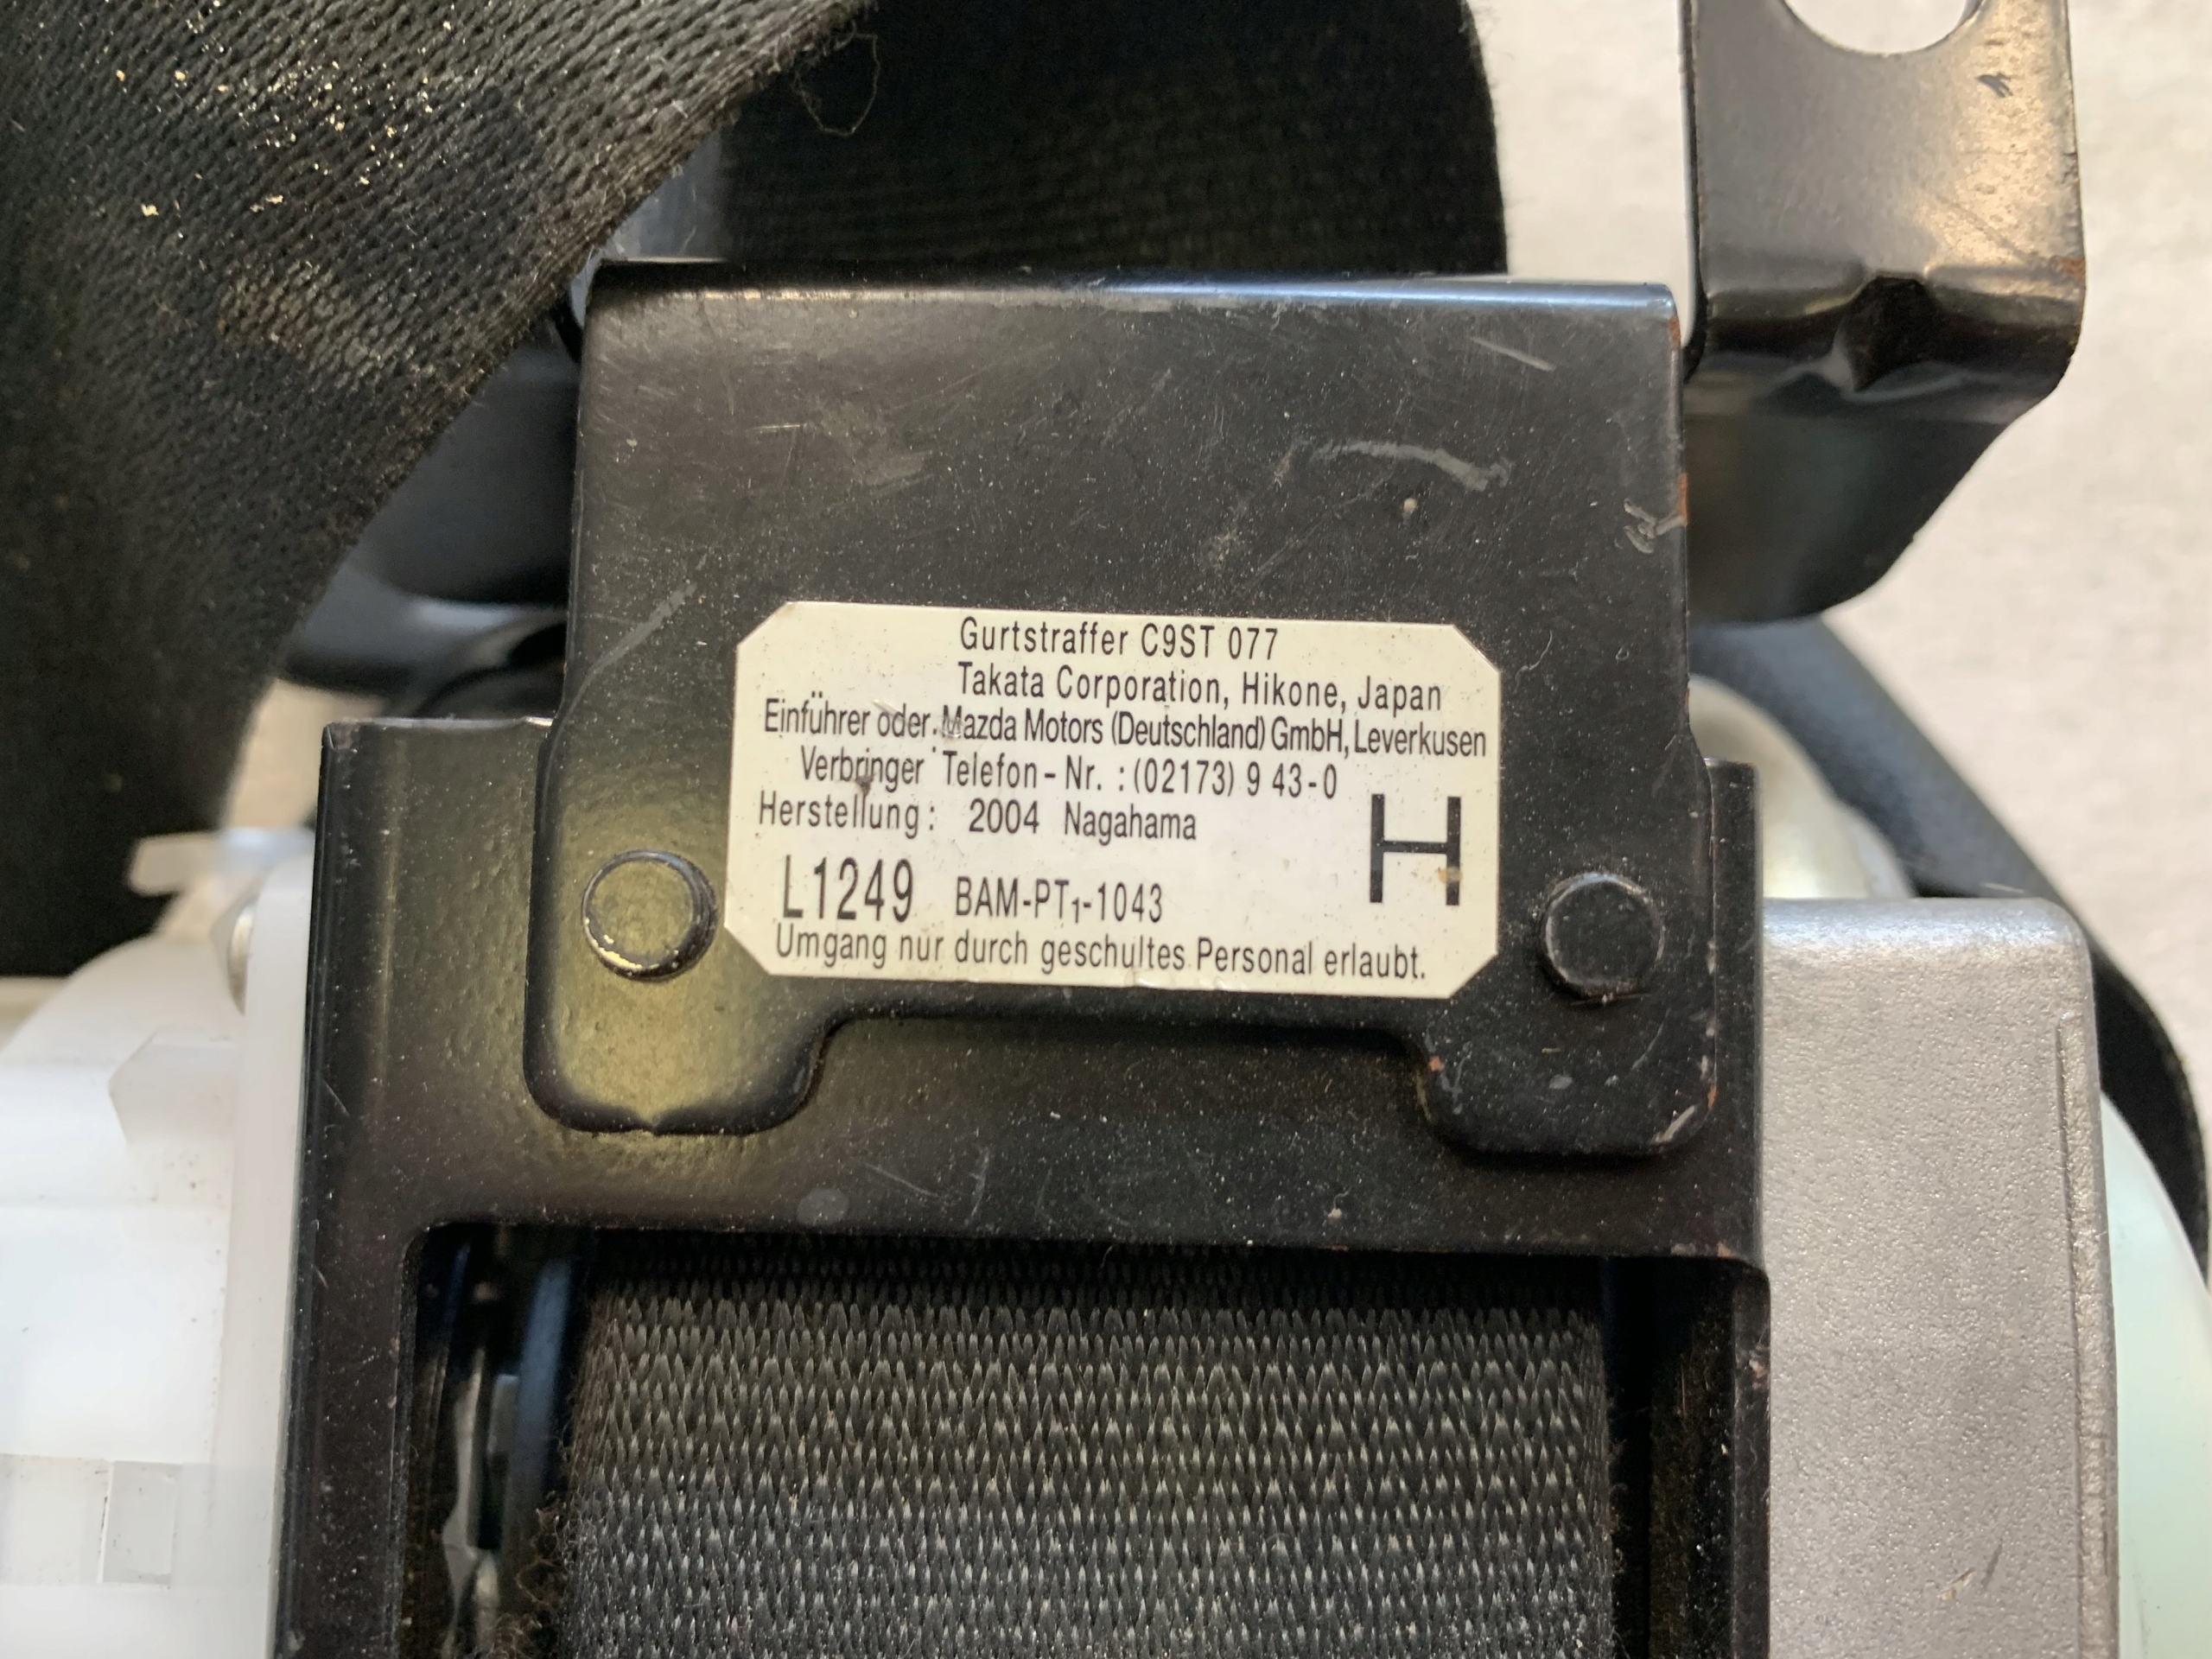 Gurtstraffer C9ST 077
Takata Corporation, Hikone, Japan
Einführer oder: Mazda Motors (Deutschland) GmbH, Leverkusen
Verbringer Telefon-Nr. : (02173) 9 43-0
Herstellung: 2004 Nagahama
H
L1249 BAM-PT1-1043
Umgang nur durch geschultes Personal erlaubt.